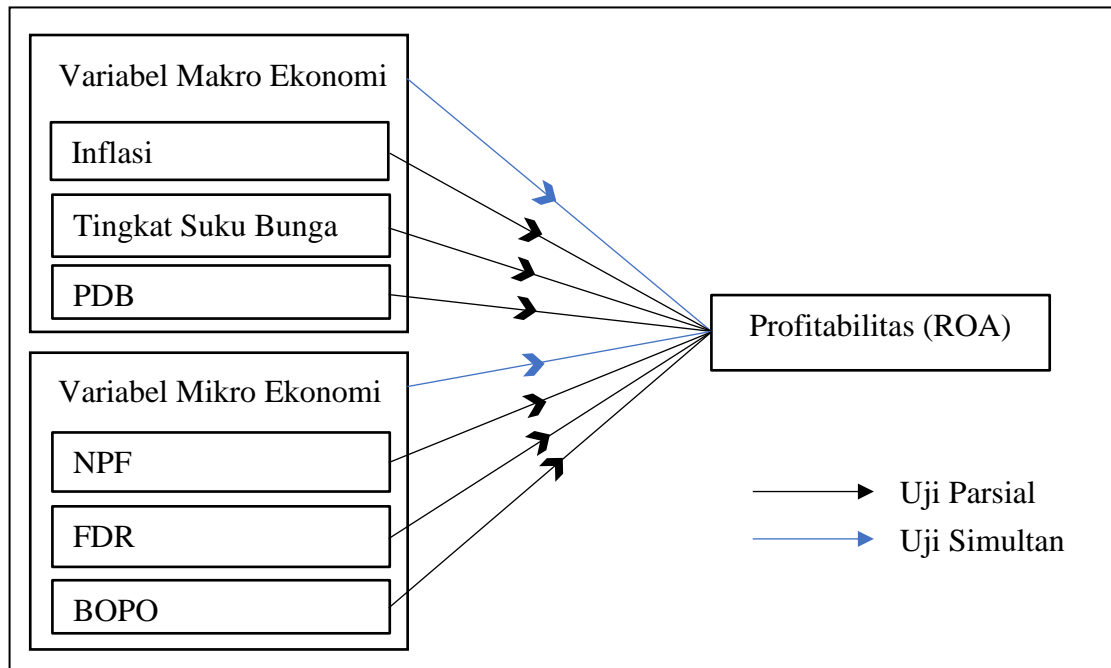 Variabel Makro Ekonomi
Inflasi
Tingkat Suku Bunga
PDB
Variabel Mikro Ekonomi
NPF
FDR
BOPO
Profitabilitas (ROA)
Uji Parsial
Uji Simultan